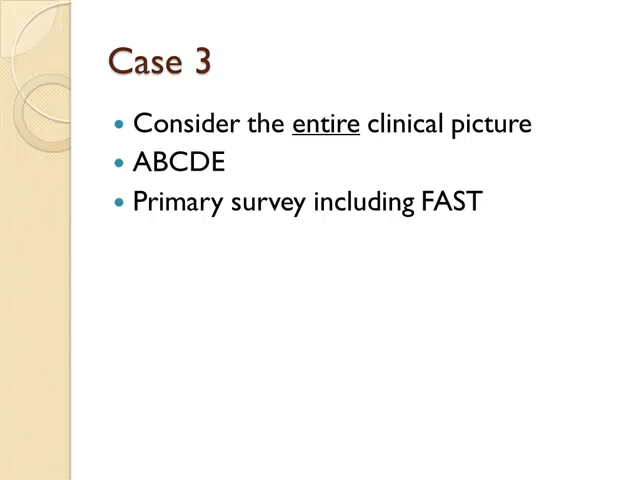 Case 3
• Consider the entire clinical picture
• ABCDE
• Primary survey including FAST